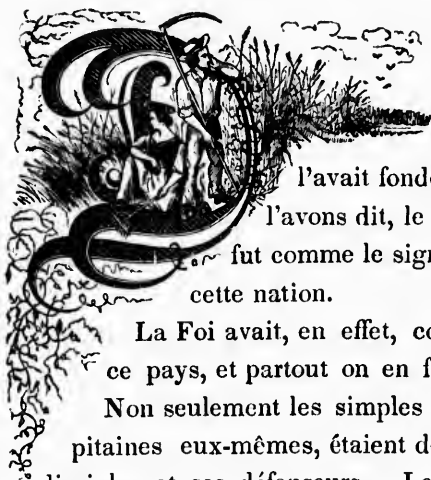 l'avait fond
l'avons dit, le
fut comme le sign
cette nation.
La Foi avait, en effet, co
ce pays, et partout on en f
Non seulement les simples
pitaines eux-mêmes, étaient d